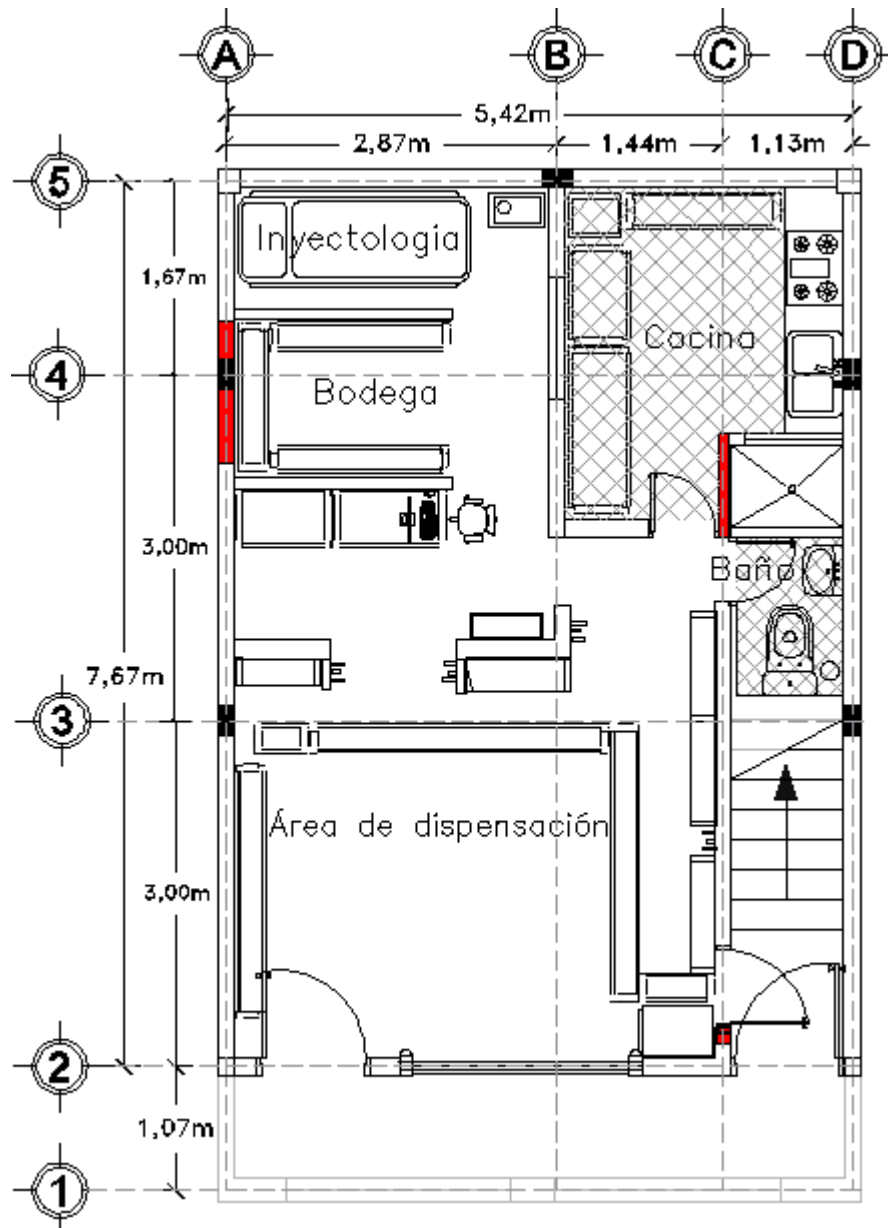 A B C D
5,42m
2,87m 1,44m 1,13m
5
Inyectologia
1,67m
Cocina
4
Bodega
3,00m
Baño
7,67m
3
Área de dispensación
3,00m
2
1,07m
1